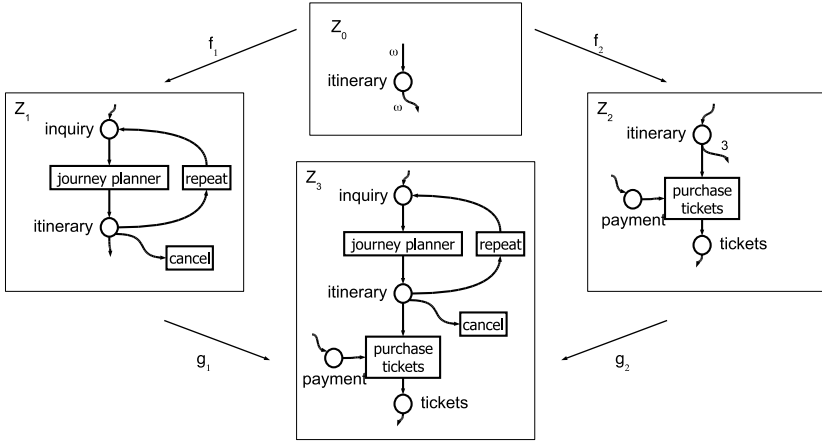 Z0
ω
itinerary
ω
f1
f2
Z1
inquiry
journey planner
repeat
itinerary
cancel
Z2
itinerary
3
purchase
tickets
payment
tickets
Z3
inquiry
journey planner
repeat
itinerary
cancel
purchase
tickets
payment
tickets
g1
g2